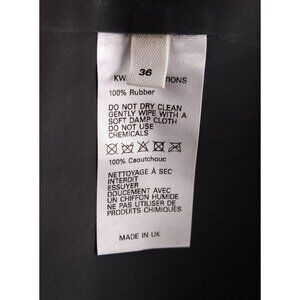 36
100% Rubber
DO NOT DRY CLEAN
GENTLY WIPE WITH A
SOFT DAMP CLOTH
DO NOT USE
CHEMICALS
100% Caoutchouc
NETTOYAGE À SEC
INTERDIT
ESSUYER
DOUCEMENT AVEC
UN CHIFFON HUMIDE
NE PAS UTILISER DE
PRODUITS CHIMIQUES
MADE IN UK